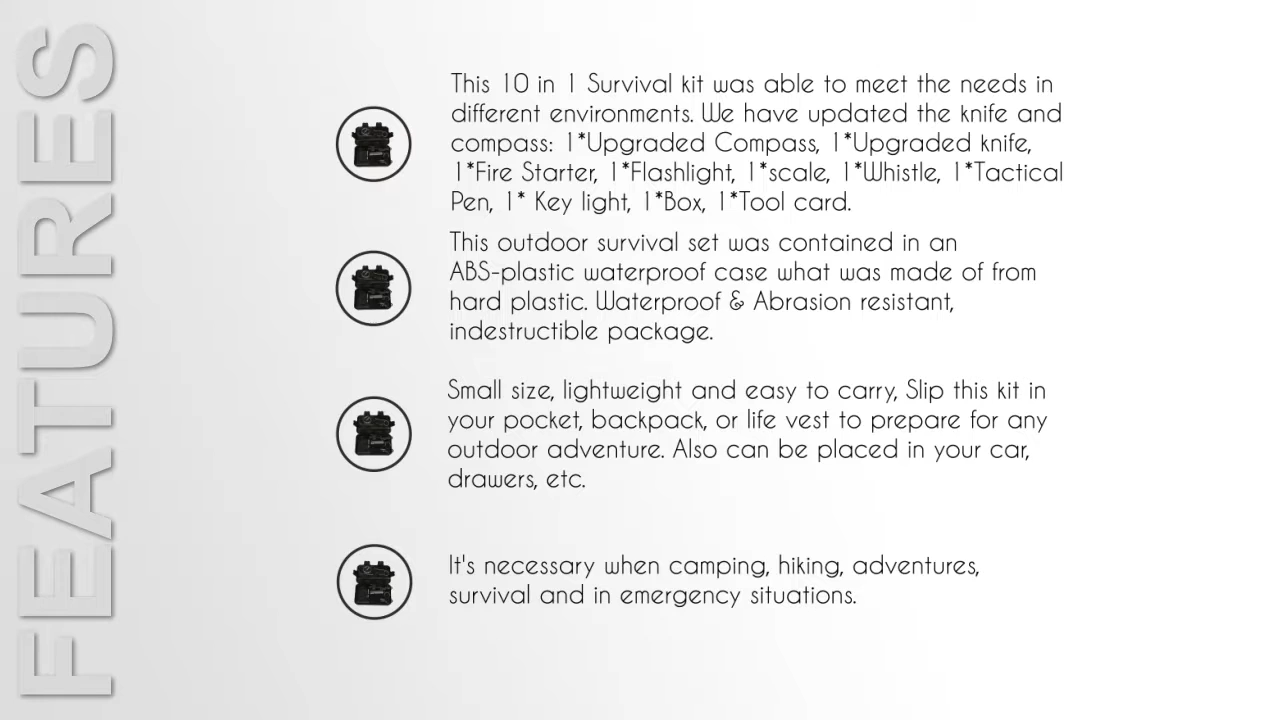 FEATURES
This 10 in 1 Survival kit was able to meet the needs in
different environments. We have updated the knife and
compass: 1*Upgraded Compass, 1*Upgraded knife,
1*Fire Starter, 1*Flashlight, 1*scale, 1*Whistle, 1*Tactical
Pen, 1* Key light, 1*Box, 1*Tool card.
This outdoor survival set was contained in an
ABS-plastic waterproof case what was made of from
hard plastic. Waterproof & Abrasion resistant,
indestructible package.
Small size, lightweight and easy to carry, Slip this kit in
your pocket, backpack, or life vest to prepare for any
outdoor adventure. Also can be placed in your car,
drawers, etc.
It's necessary when camping, hiking, adventures,
survival and in emergency situations.